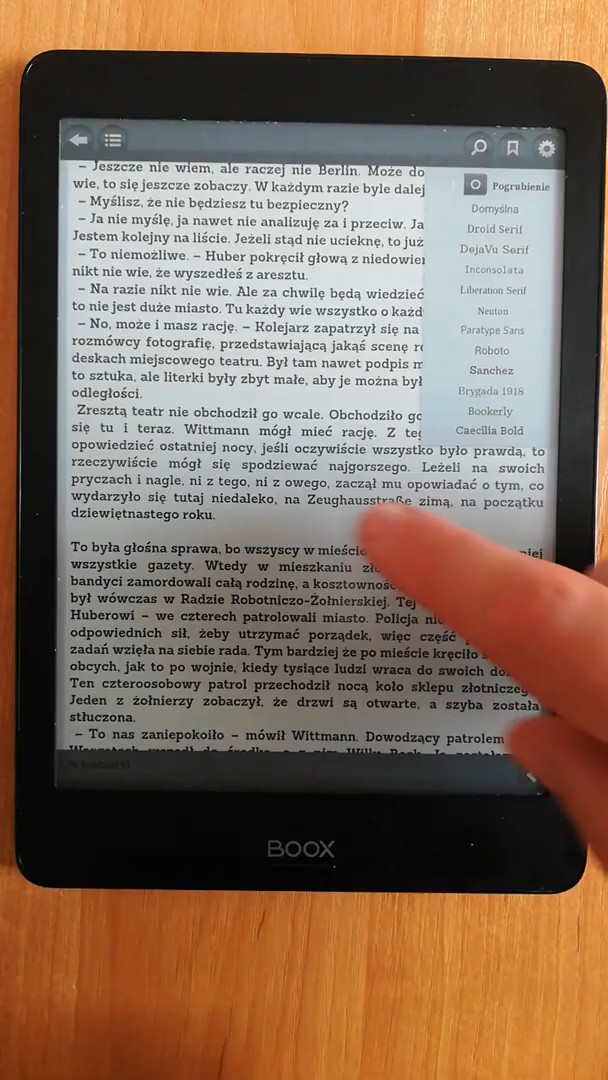 – Jeszcze nie wiem, ale raczej nie Berlin. Może do
wie, to się jeszcze zobaczy. W każdym razie byle dalej
– Myślisz, że nie będziesz tu bezpieczny?
– Ja nie myślę, ja nawet nie analizuję za i przeciw. Ja
Jestem kolejny na liście. Jeżeli stąd nie ucieknę, to już
– To niemożliwe. – Huber pokręcił głową z
nikt nie wie, że wyszedłeś z aresztu.
– Na razie nikt nie wie. Ale za chwilę będą wiedzieć
to nie jest duże miasto. Tu każdy wie wszystko o
– No, może i masz rację. – Kolejarz zapatrzył się na
rozmówcy fotografię, przedstawiającą jakąś scenę
deskach miejscowego teatru. Był tam nawet podpis
to sztuka, ale literki były zbyt małe, aby je można
odległości.
Zresztą teatr nie obchodził go wcale. Obchodziło go
się tu i teraz. Wittmann mógł mieć rację. Z
opowiedzieć ostatniej nocy, jeśli oczywiście wszystko było prawdą, to
rzeczywiście mógł się spodziewać najgorszego. Leżeli na swoich
pryczach i nagle, ni z tego, ni z owego, zaczął mu opowiadać o tym, co
wydarzyło się tutaj niedaleko, na Zeughausstraße zimą, na początku
dziewiętnastego roku.
To była głośna sprawa, bo wszyscy w mieście
wszystkie gazety. Wtedy w mieszkaniu
bandyci zamordowali całą rodzinę, a
był wówczas w Radzie Robotniczo-Żołnierskiej.
Huberowi – we czterech patrolowali miasto. Policja
odpowiednich sił, żeby utrzymać porządek, więc część
zadań wzięła na siebie rada. Tym bardziej że po mieście kręciło
obcych, jak to po wojnie, kiedy tysiące ludzi wraca do swoich
Ten czteroosobowy patrol przechodził nocą koło sklepu
Jeden z żołnierzy zobaczył, że drzwi są otwarte, a szyba została
stłuczona.
– To nas zaniepokoiło – mówił Wittmann. Dowodzący patrolem
Pogrubienie
Domyślna
Droid Serif
DejaVu Serif
Inconsolata
Liberation Serif
Neuton
Paratype Sans
Roboto
Sanchez
Brygada 1918
Bookerly
Caecilia Bold
BOOX